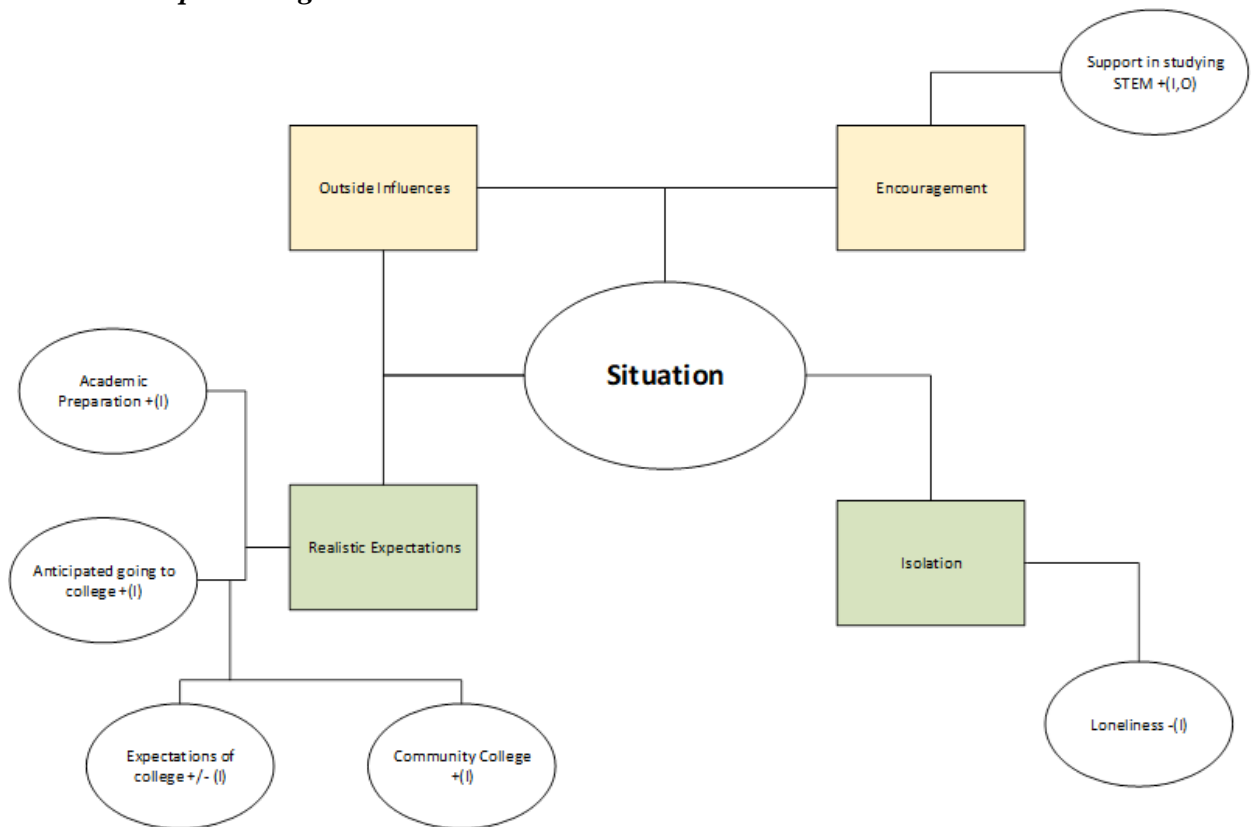 Support in studying
STEM +(I,O)
Outside Influences
Encouragement
Situation
Academic
Preparation +(I)
Realistic Expectations
Isolation
Anticipated going to
college +(I)
Expectations of
college +/- (I)
Community College
+(I)
Loneliness -(I)